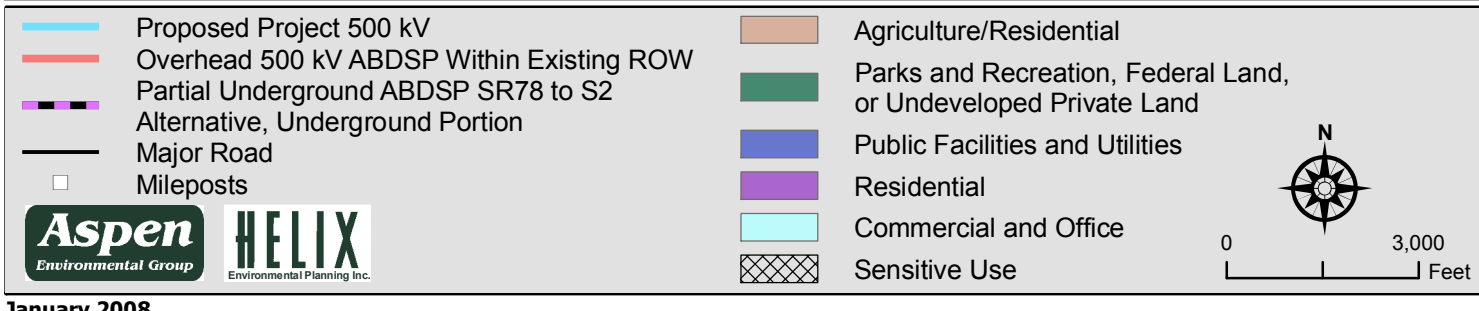 Proposed Project 500 kV
Overhead 500 kV ABDSP Within Existing ROW
Partial Underground ABDSP SR78 to S2
Alternative, Underground Portion
Major Road
Mileposts
Aspen
Environmental Group
HELIX
Environmental Planning Inc.
Agriculture/Residential
Parks and Recreation, Federal Land,
or Undeveloped Private Land
Public Facilities and Utilities
Residential
Commercial and Office
Sensitive Use
N
0 3,000
Feet
January 2008